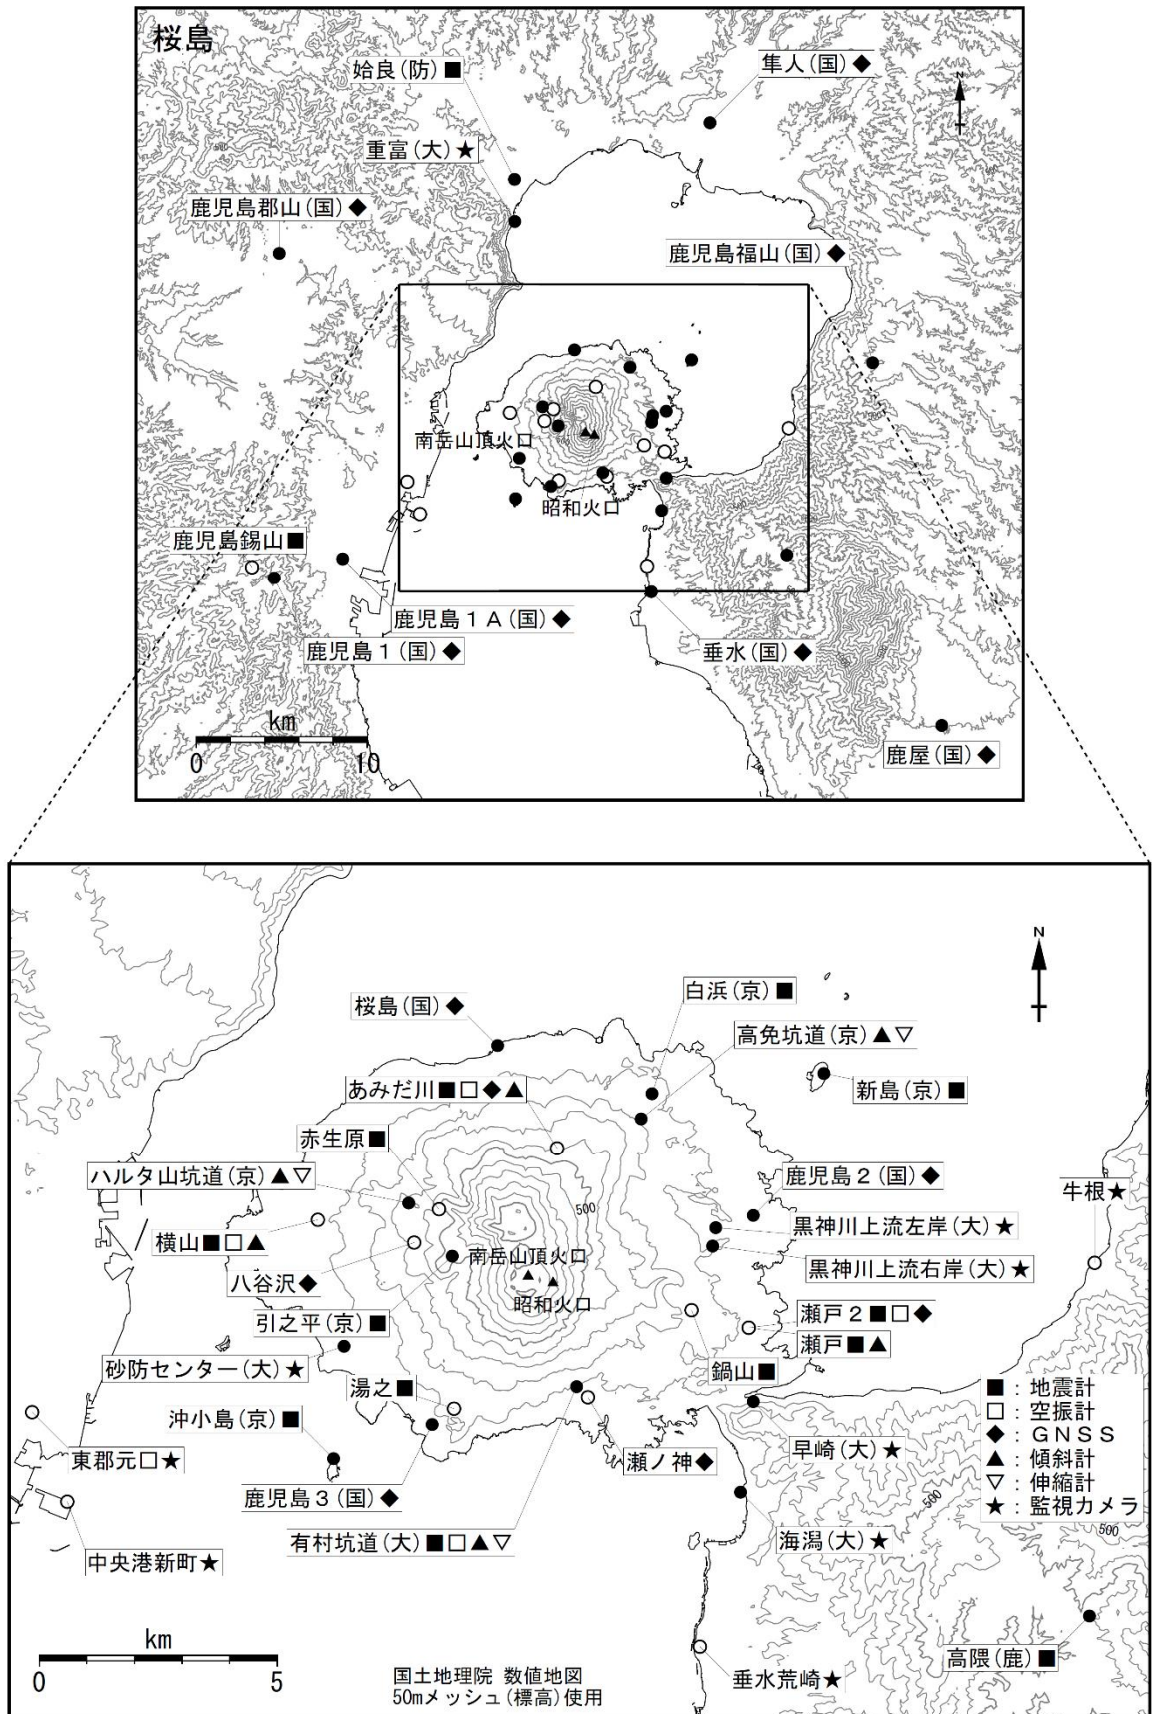 桜島
姶良(防)■
隼人(国)◆
N
重富(大)★
鹿児島郡山(国)◆
鹿児島福山(国)◆
南岳山頂火口
昭和火口
鹿児島錫山■
鹿児島1A(国)◆
鹿児島1(国)◆
垂水(国)◆
鹿屋(国)◆
km
0 10
N
白浜(京)■
桜島(国)◆
高免坑道(京)▲▽
あみだ川■□◆▲
新島(京)■
赤生原■
ハルタ山坑道(京)▲▽
鹿児島2(国)◆
牛根★
500
横山■□▲
黒神川上流左岸(大)★
南岳山頂火口
黒神川上流右岸(大)★
八谷沢◆
昭和火口
引之平(京)■
瀬戸2■□◆
瀬戸■▲
砂防センター(大)★
鍋山■
湯之■
沖小島(京)■
東郡元□★
瀬ノ神◆
早崎(大)★
鹿児島3(国)◆
有村坑道(大)■□▲▽
海潟(大)★
中央港新町★
■:地震計
□:空振計
◆:GNSS
▲:傾斜計
▽:伸縮計
★:監視カメラ
500
500
高隈(鹿)■
垂水荒崎★
km
0 5
国土地理院 数値地図
50mメッシュ(標高)使用